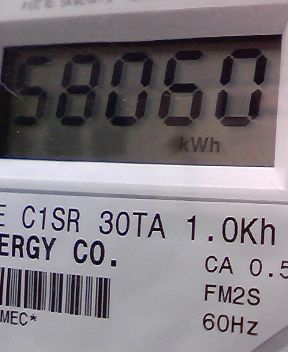 58060
kWh
E C1SR 30TA 1.0Kh
ERGY CO.
CA 0.5
FM2S
MEC*
60Hz